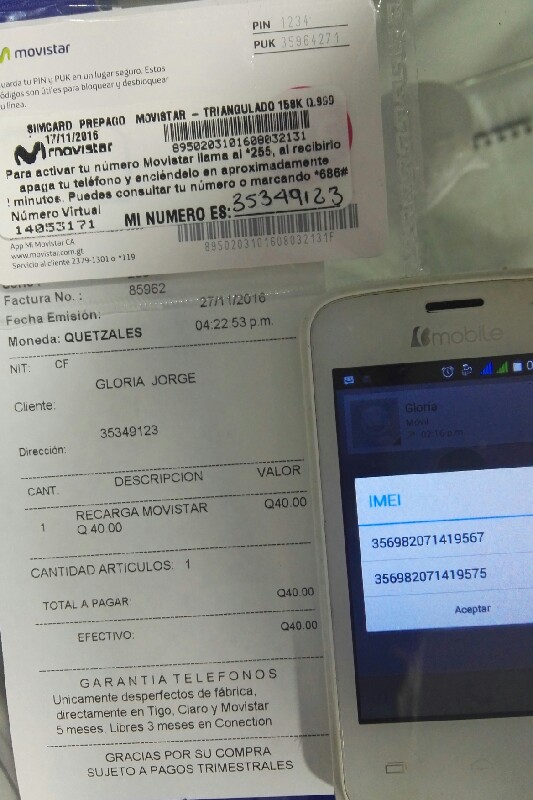 movistar
PIN 1234
PUK 35964271
uarda tu PIN y PUK en un lugar seguro. Estos
ódigos son útiles para bloquear y desbloquear
u línea.
SIMCARD PREPAGO MOVISTAR - TRIANGULADO 158K Q.999
17/11/2016
movistar
8950203101608032131
Para activar tu número Movistar llama al *255, al recibirlo
apaga tu teléfono y enciéndelo en aproximadamente
! minutos. Puedes consultar tu número o marcando *686#
Número Virtual
14053171
MI NUMERO ES: 35349123
8950203101608032131F
App Mi Movistar CA
www.movistar.com.gt
Servicio al cliente 2379-1301 o *119
Factura No. : 85962
Fecha Emisión: 27/11/2016
04:22:53 p.m.
Moneda: QUETZALES
NIT: CF
GLORIA JORGE
Cliente:
35349123
Dirección:
CANT. DESCRIPCION VALOR
1 RECARGA MOVISTAR Q40.00
Q 40.00
CANTIDAD ARTICULOS: 1
TOTAL A PAGAR: Q40.00
EFECTIVO: Q40.00
GARANTIA TELEFONOS
Unicamente desperfectos de fábrica,
directamente en Tigo, Claro y Movistar
5 meses, Libres 3 meses en Conection
GRACIAS POR SU COMPRA
SUJETO A PAGOS TRIMESTRALES
mobile
Gloria
Móvil
02:16 p.m.
IMEI
356982071419567
356982071419575
Aceptar